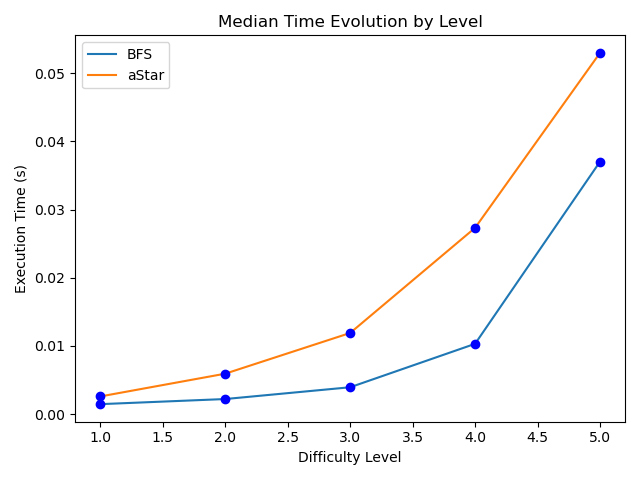 Median Time Evolution by Level
BFS
aStar
Execution Time (s)
0.05
0.04
0.03
0.02
0.01
0.00
1.0 1.5 2.0 2.5 3.0 3.5 4.0 4.5 5.0
Difficulty Level